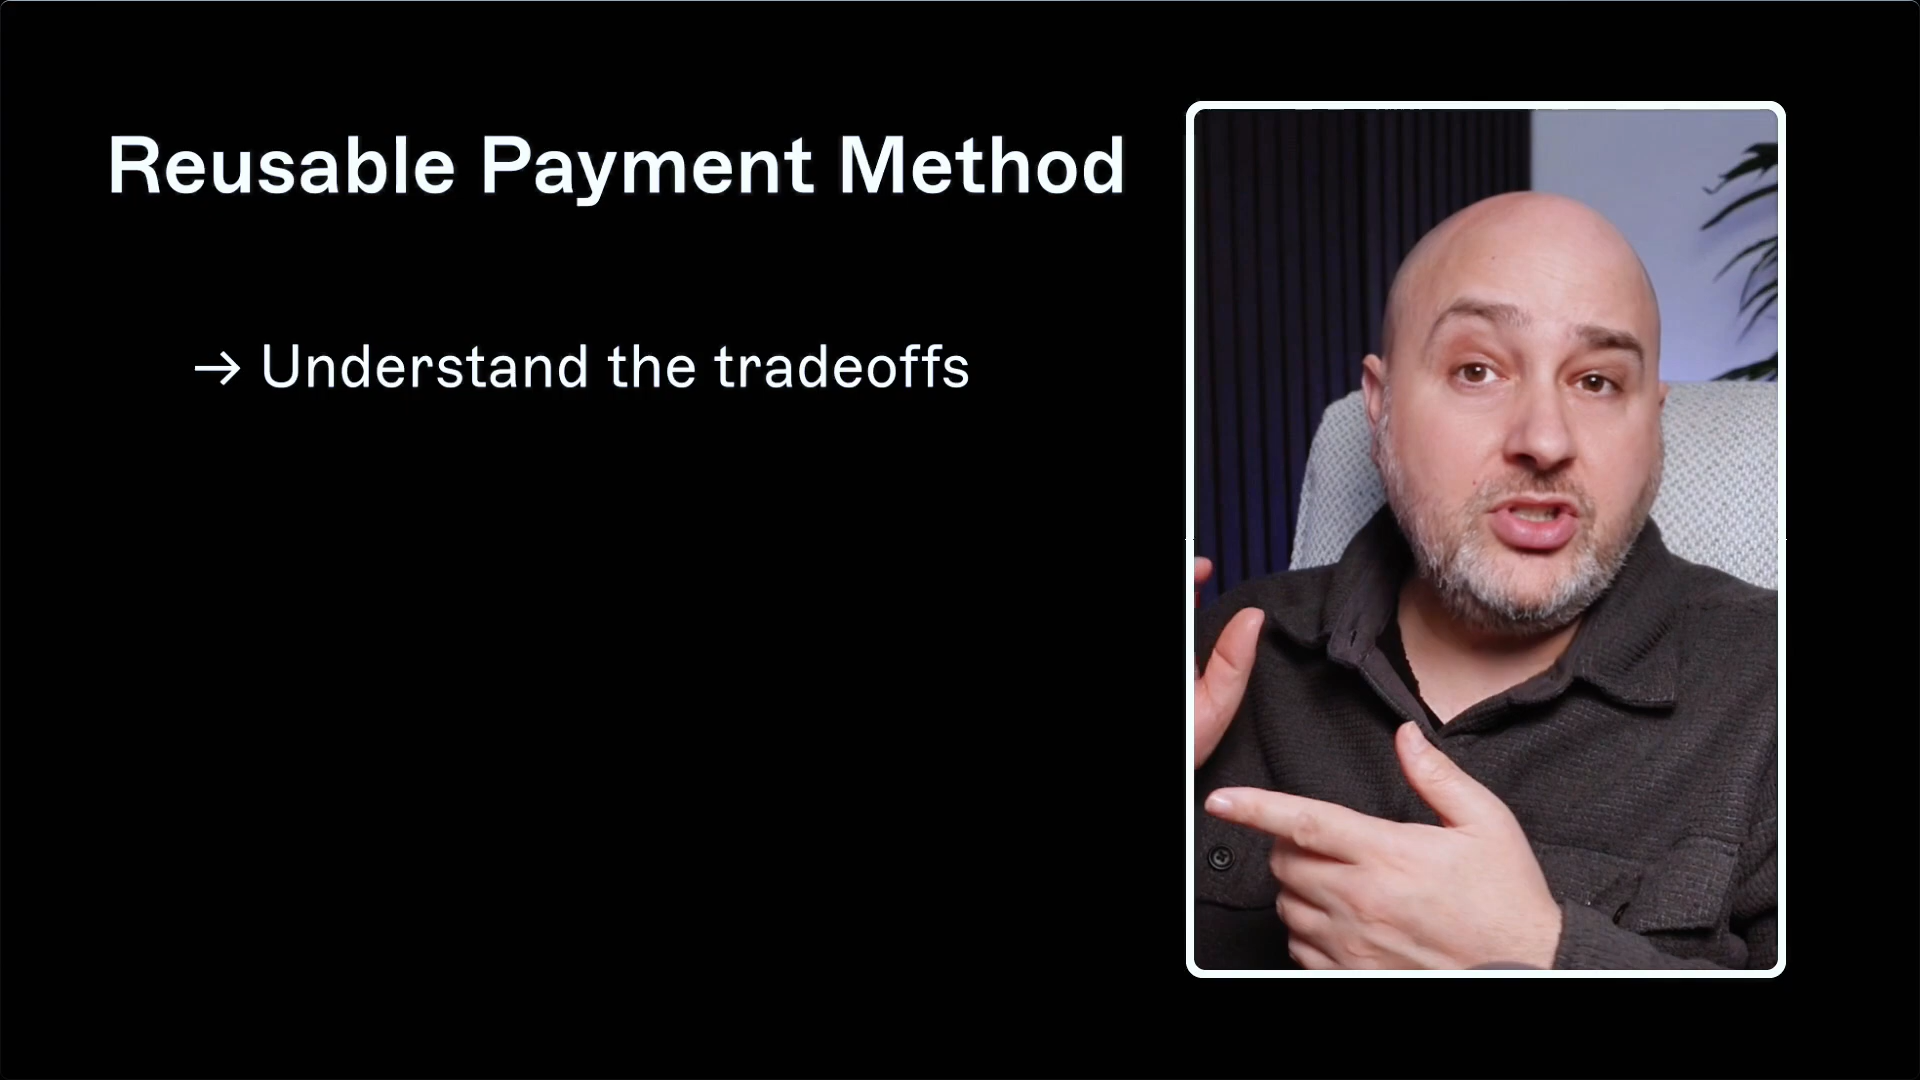 Reusable Payment Method
→ Understand the tradeoffs